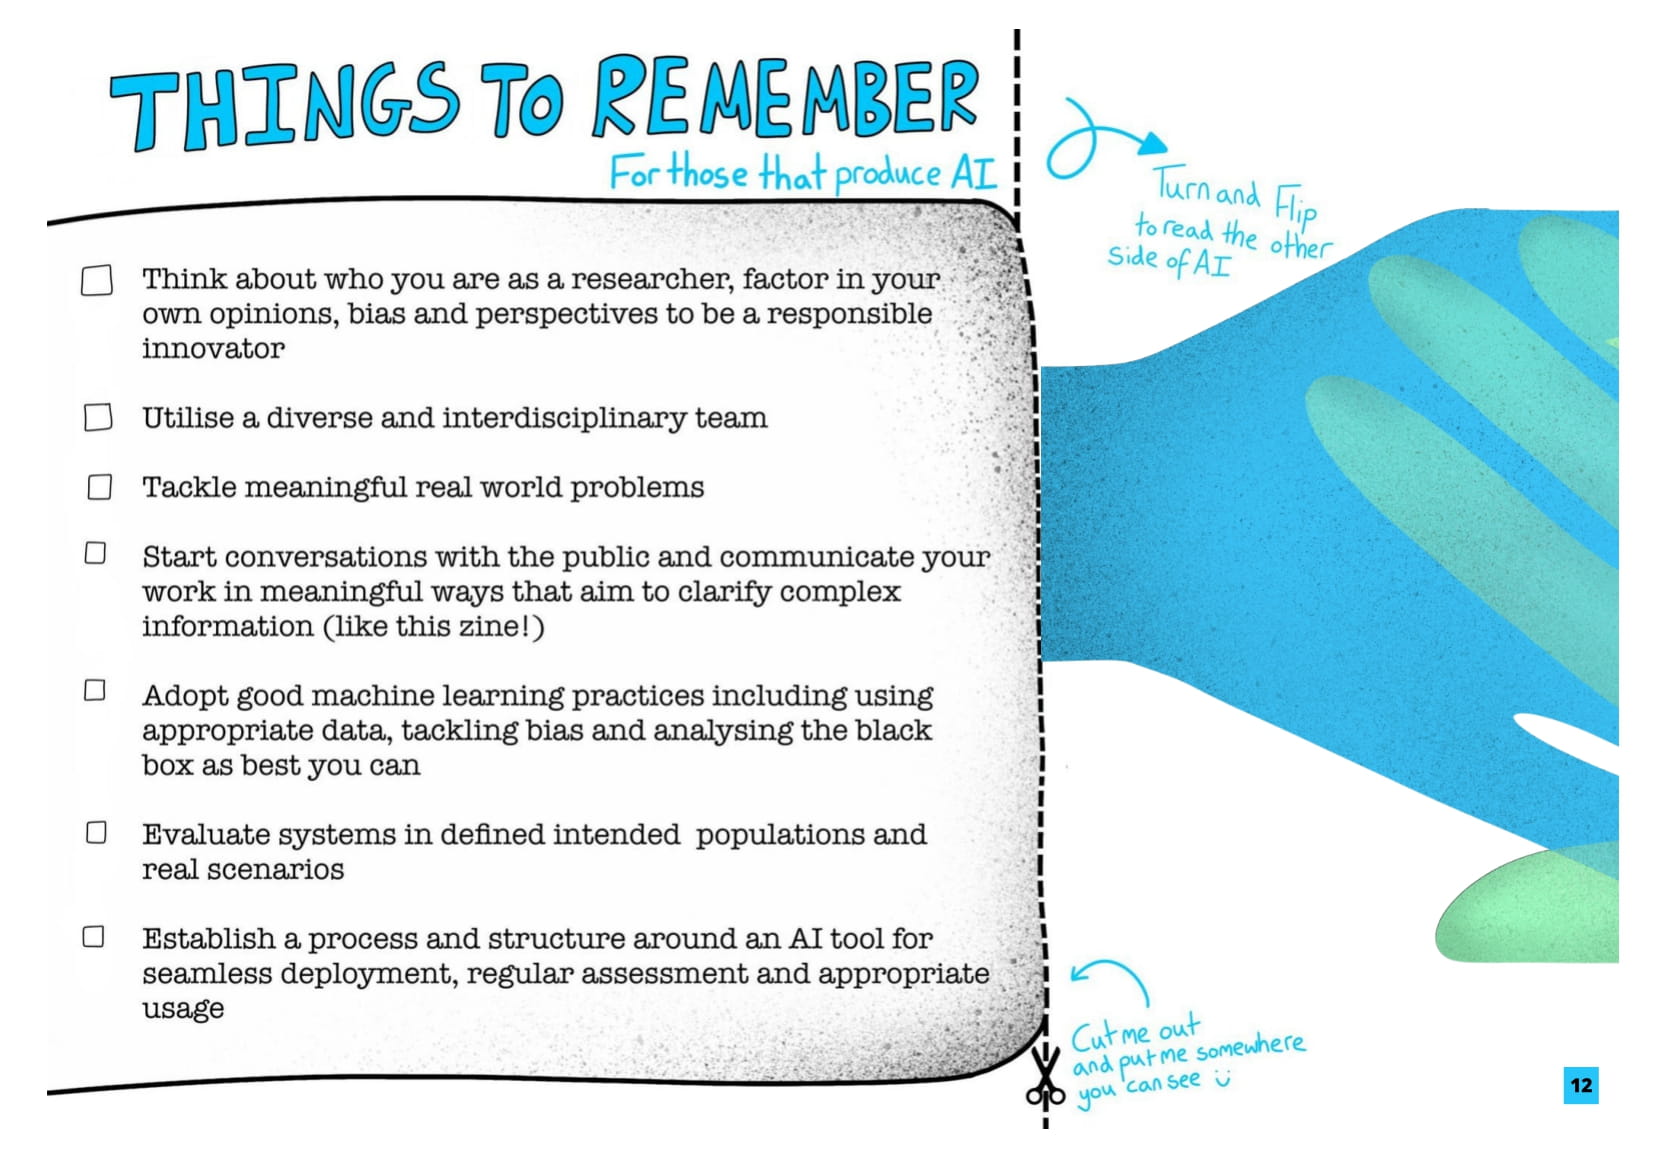 THINGS TO REMEMBER
For those that produce AI
Think about who you are as a researcher, factor in your
own opinions, bias and perspectives to be a responsible
innovator
Utilise a diverse and interdisciplinary team
Tackle meaningful real world problems
Start conversations with the public and communicate your
work in meaningful ways that aim to clarify complex
information (like this zine!)
Adopt good machine learning practices including using
appropriate data, tackling bias and analysing the black
box as best you can
Evaluate systems in defined intended populations and
real scenarios
Establish a process and structure around an AI tool for
seamless deployment, regular assessment and appropriate
usage
Turn and Flip
to read the other
side of AI
Cut me out
and put me somewhere
you can see
12